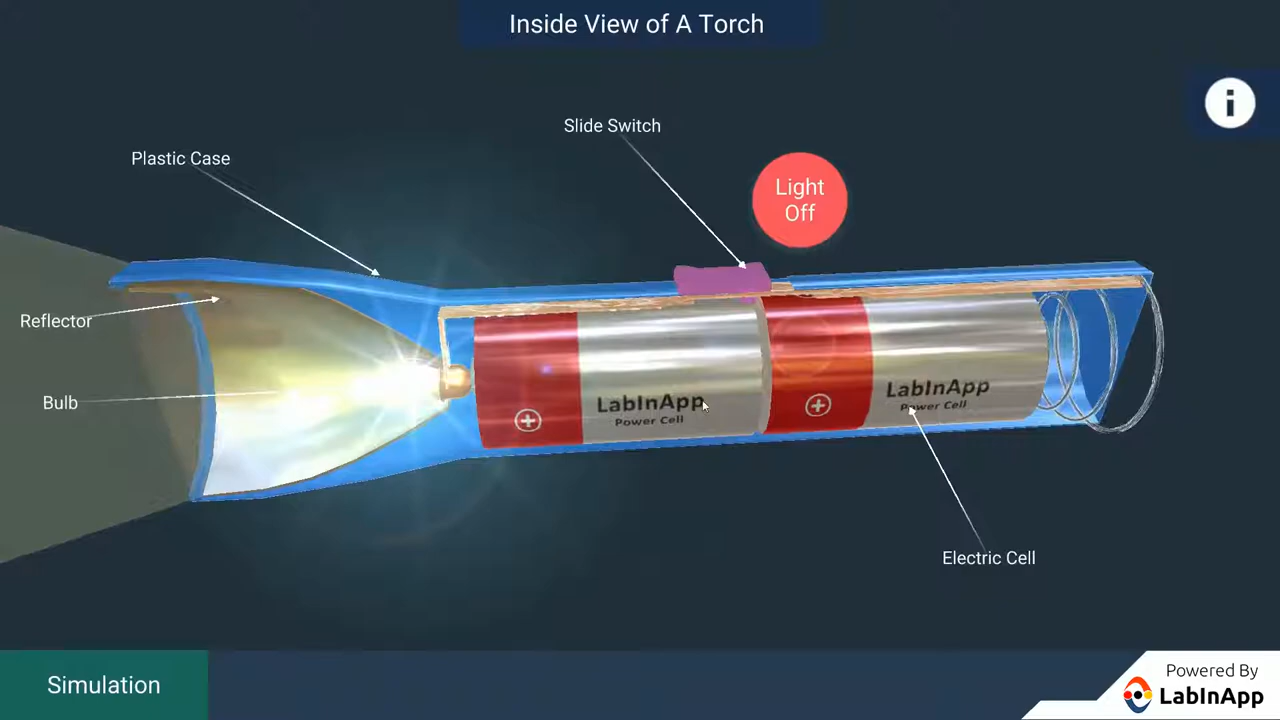 Inside View of A Torch
i
Slide Switch
Plastic Case
Light
Off
Reflector
Bulb
LabInApp
Power Cell
LabInApp
Power Cell
Electric Cell
Simulation
Powered By
LabInApp